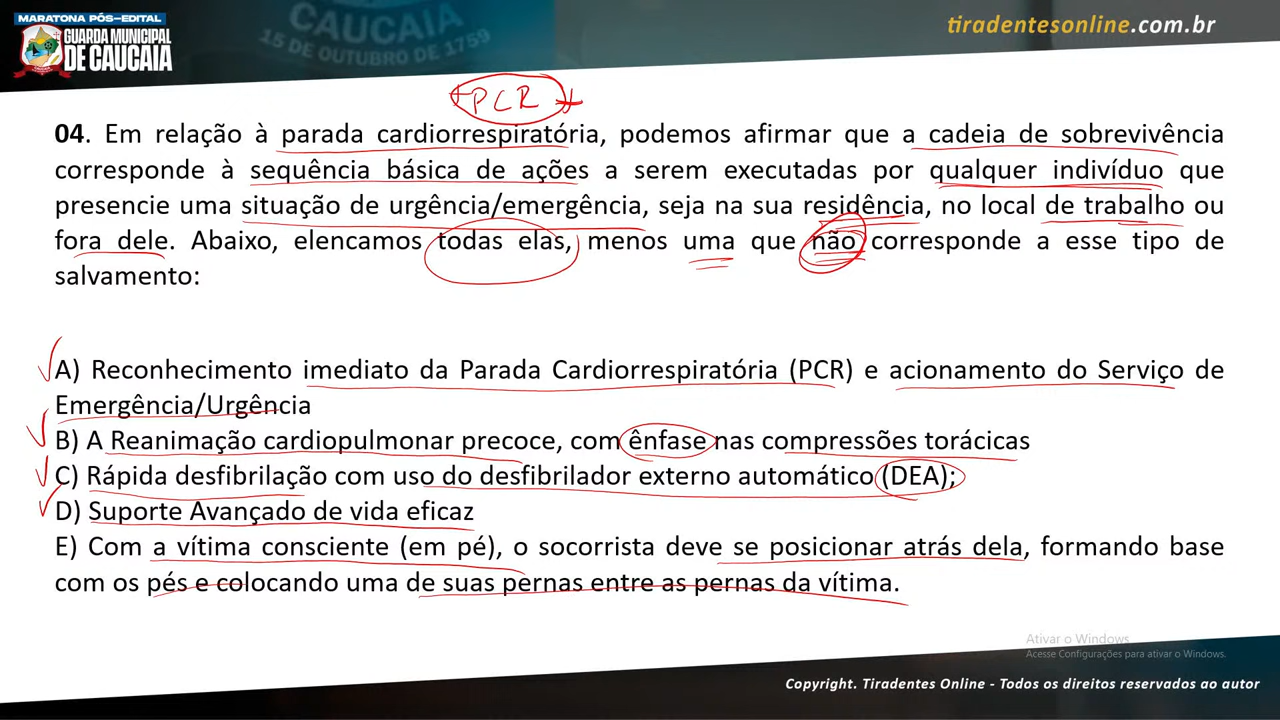 MARATONA PÓS-EDITAL
GUARDA MUNICIPAL
DE CAUCAIA
CAUCAIA
15 DE OUTUBRO DE 1759
tiradentesonline.com.br
PCR
04. Em relação à parada cardiorrespiratória, podemos afirmar que a cadeia de sobrevivência
corresponde à sequência básica de ações a serem executadas por qualquer indivíduo que
presencie uma situação de urgência/emergência, seja na sua residência, no local de trabalho ou
fora dele. Abaixo, elencamos todas elas, menos uma que não corresponde a esse tipo de
salvamento:
A) Reconhecimento imediato da Parada Cardiorrespiratória (PCR) e acionamento do Serviço de
Emergência/Urgência
B) A Reanimação cardiopulmonar precoce, com ênfase nas compressões torácicas
C) Rápida desfibrilação com uso do desfibrilador externo automático (DEA);
D) Suporte Avançado de vida eficaz
E) Com a vítima consciente (em pé), o socorrista deve se posicionar atrás dela, formando base
com os pés e colocando uma de suas pernas entre as pernas da vítima.
Ativar o Windows
Acesse Configurações para ativar o Windows.
Copyright. Tiradentes Online - Todos os direitos reservados ao autor